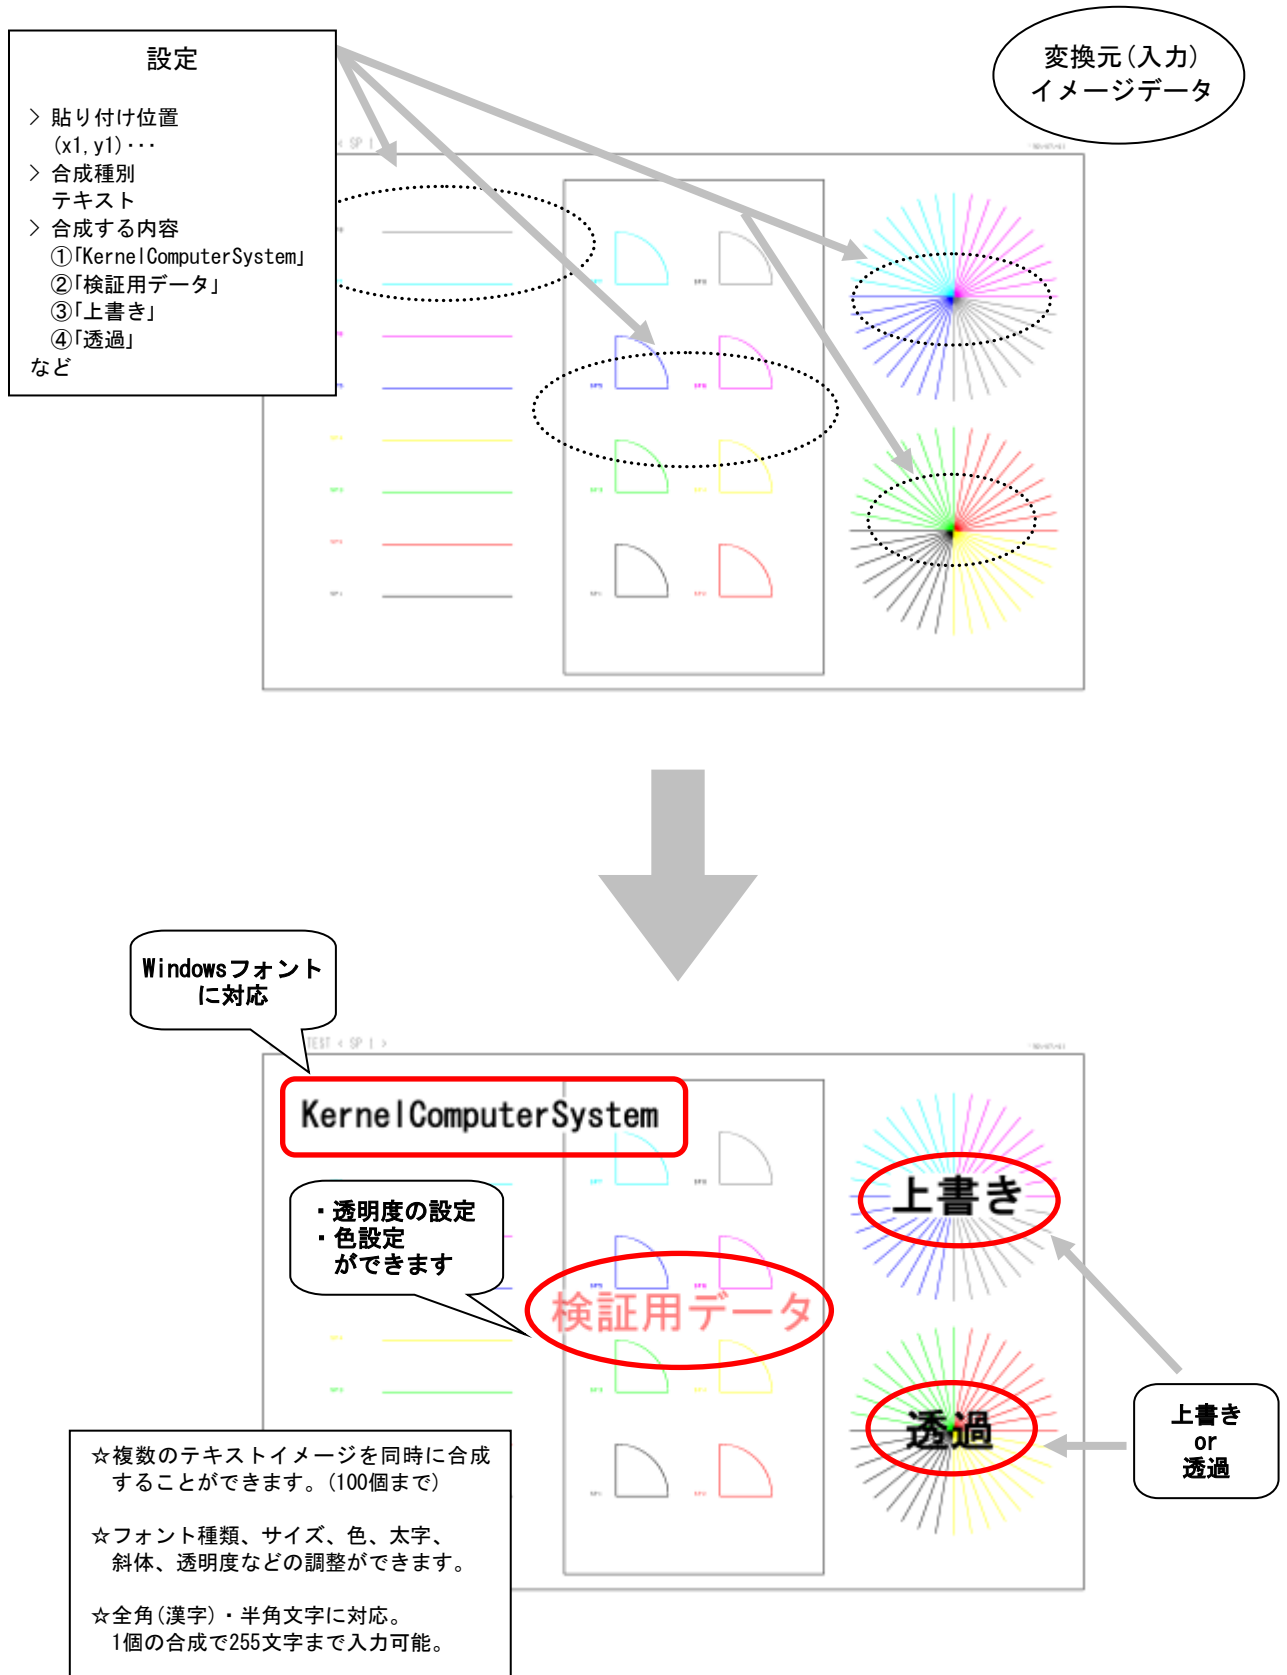 設定
> 貼り付け位置
(x1,y1)･･･
> 合成種別
テキスト
> 合成する内容
①｢KernelComputerSystem｣
②｢検証用データ｣
③｢上書き｣
④｢透過｣
など
変換元(入力)
イメージデータ
< SP I
Windowsフォント
に対応
TEST < SP I >
KernelComputerSystem
・透明度の設定
・色設定
ができます
検証用データ
上書き
透過
上書き
or
透過
☆複数のテキストイメージを同時に合成
することができます。(100個まで)
☆フォント種類、サイズ、色、太字、
斜体、透明度などの調整ができます。
☆全角(漢字)・半角文字に対応。
1個の合成で255文字まで入力可能。